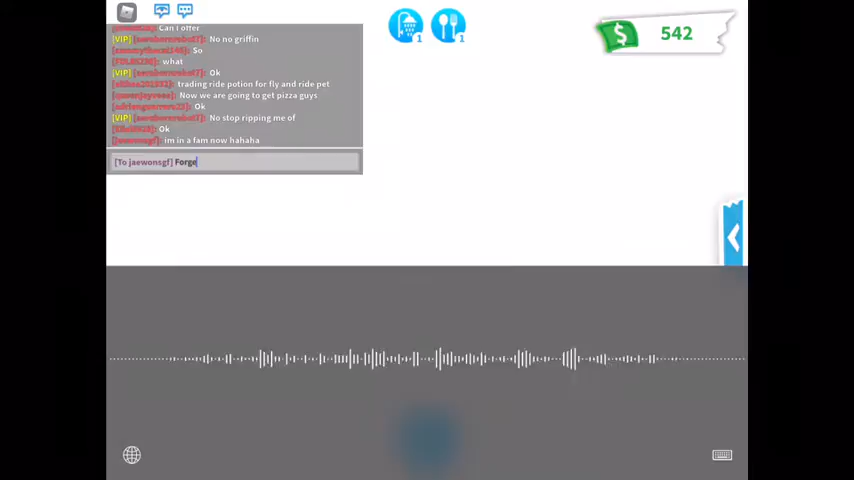 Can I offer
[VIP] No no griffin
So
what
[VIP] Ok
trading ride potion for fly and ride pet
Now we are going to get pizza guys
Ok
[VIP] No stop ripping me of
Ok
im in a fam now hahaha
[To jaewonsgf] Forge
1
1
$ 542